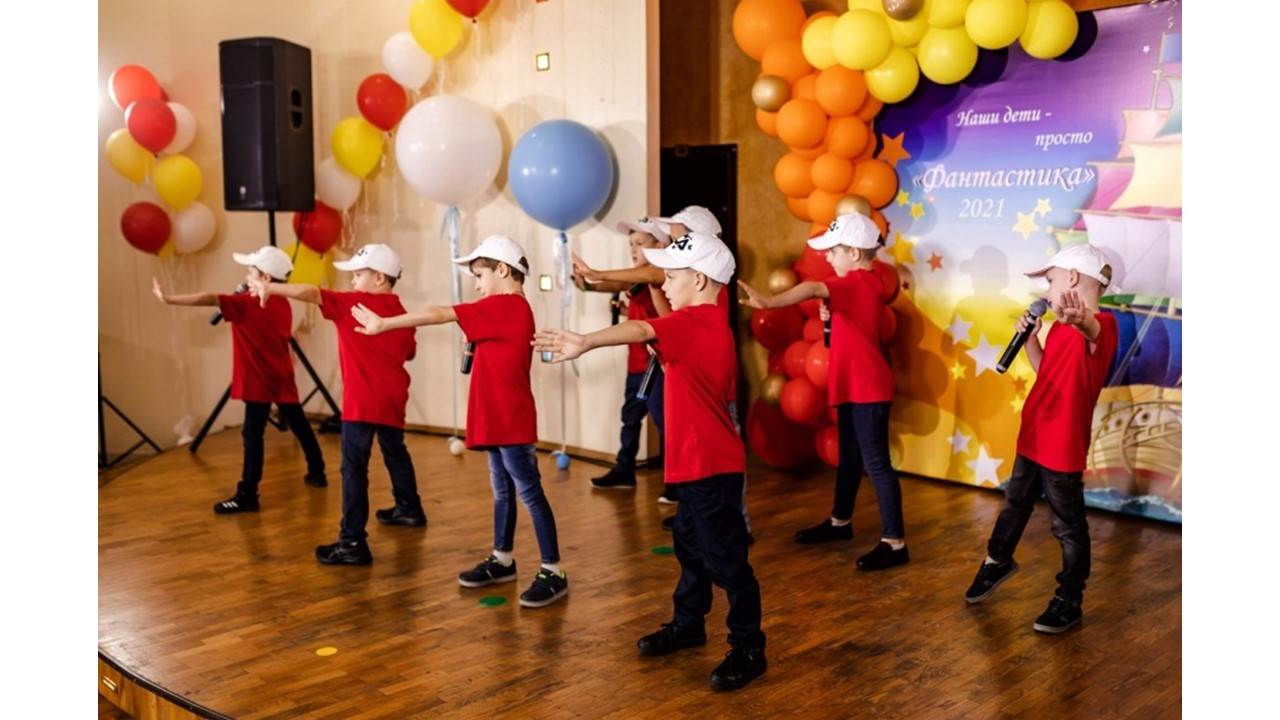 Наши дети -
просто
«Фантастика»
2021